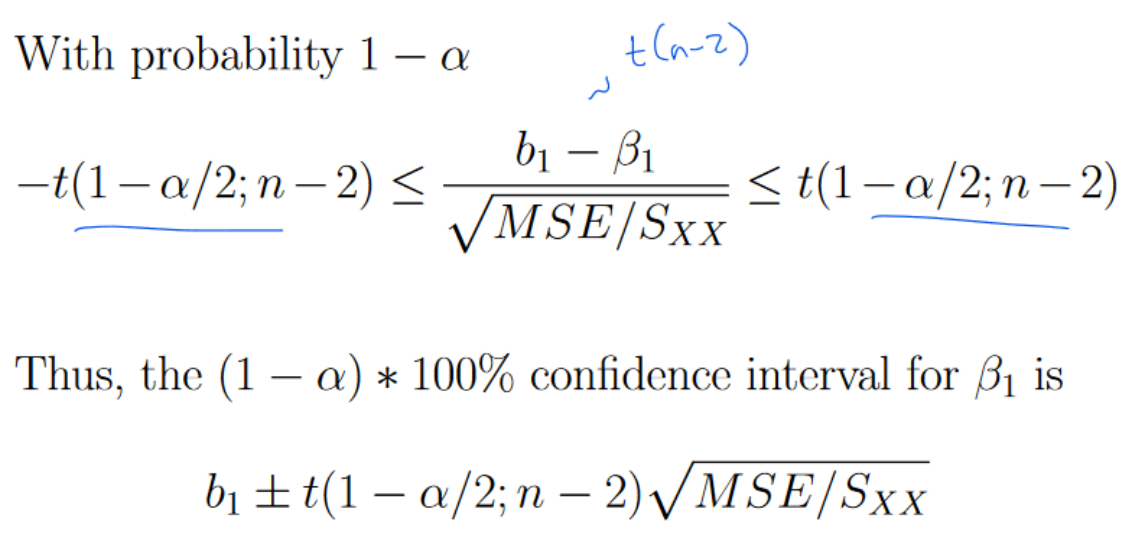 With probability 1 − α
~ t(n-2)
−t(1 − α/2; n − 2) ≤ (b₁ − β₁) / √(MSE/S_XX) ≤ t(1 − α/2; n − 2)
Thus, the (1 − α) ∗ 100% confidence interval for β₁ is
b₁ ± t(1 − α/2; n − 2)√(MSE/S_XX)